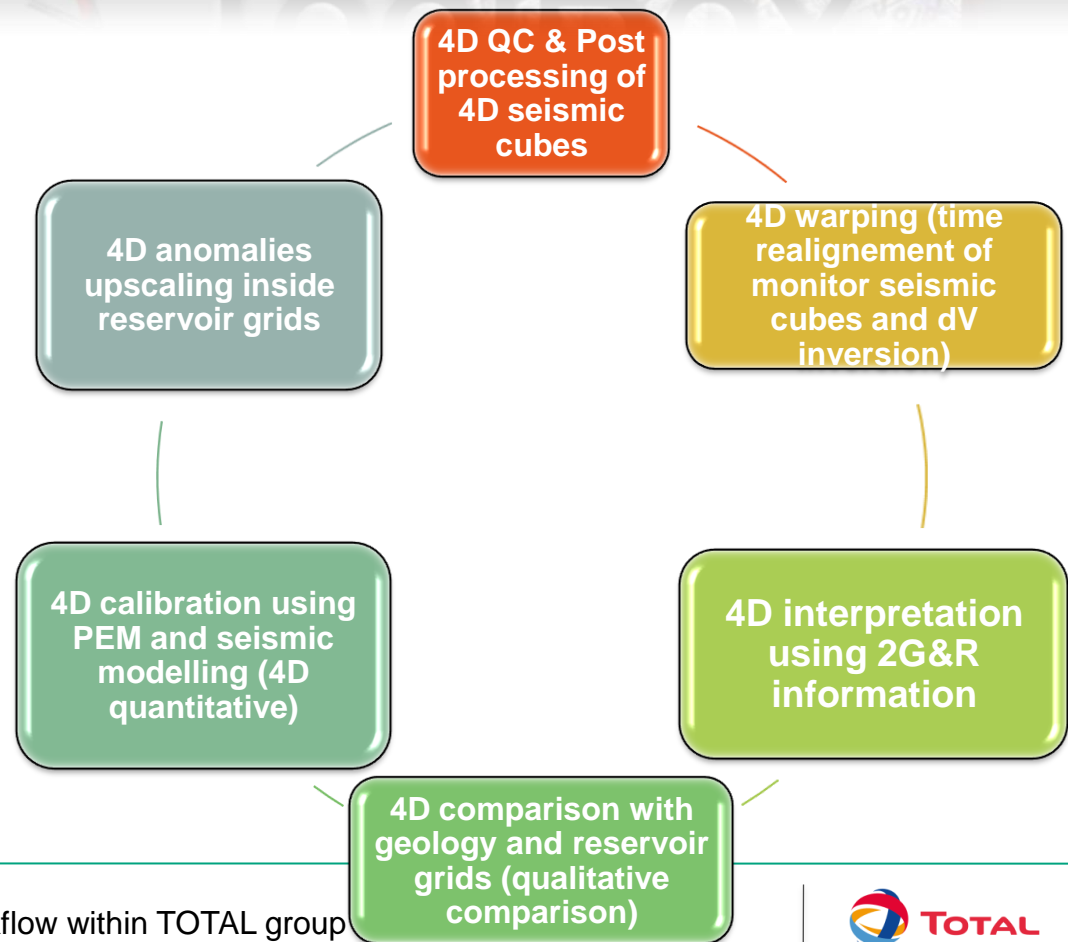 4D QC & Post
processing of
4D seismic
cubes
4D warping (time
realignement of
monitor seismic
cubes and dV
inversion)
4D interpretation
using 2G&R
information
4D comparison with
geology and reservoir
grids (qualitative
comparison)
4D calibration using
PEM and seismic
modelling (4D
quantitative)
4D anomalies
upscaling inside
reservoir grids
flow within TOTAL group
TOTAL